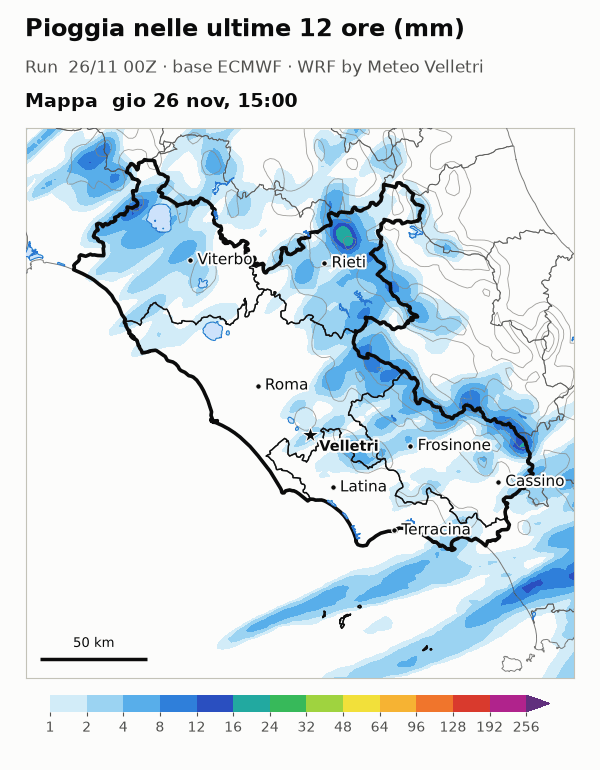 Pioggia nelle ultime 12 ore (mm)
Run  26/11 00Z · base ECMWF · WRF by Meteo Velletri
Mappa  gio 26 nov, 15:00
Viterbo
Rieti
Roma
Velletri
Frosinone
Cassino
Latina
Terracina
50 km
1 2 4 8 12 16 24 32 48 64 96 128 192 256